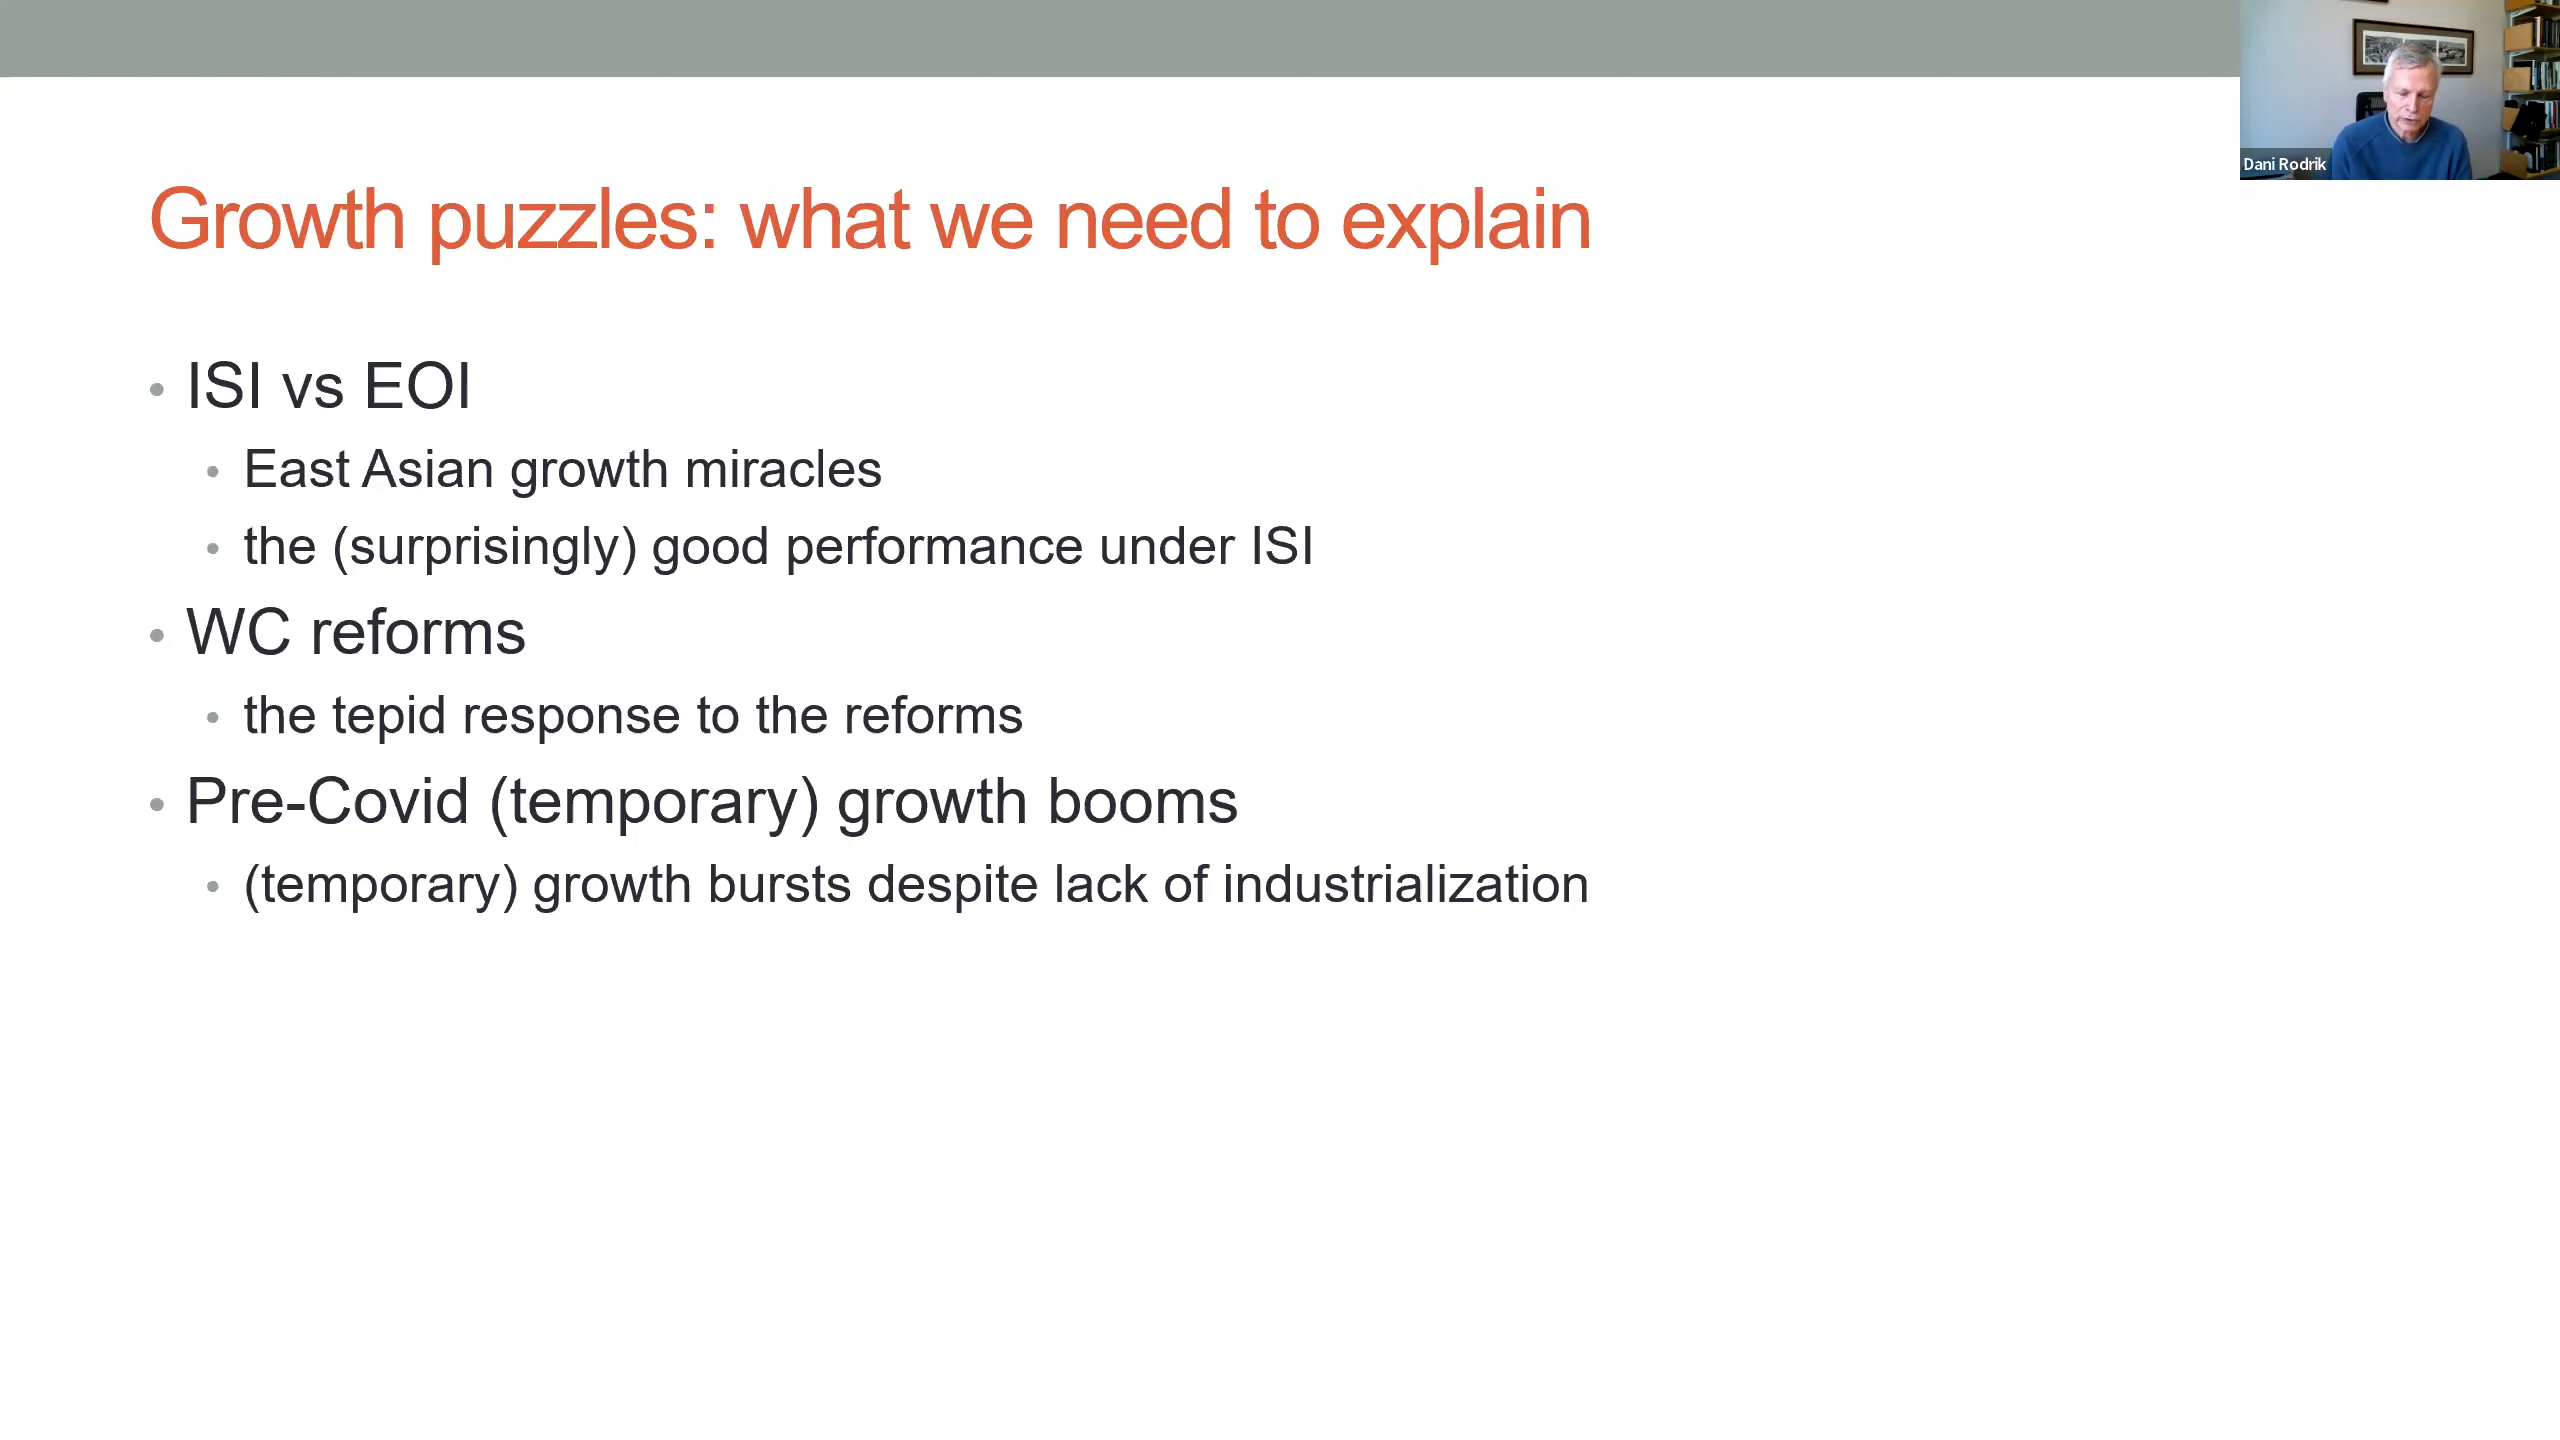 Dani Rodrik
Growth puzzles: what we need to explain
• ISI vs EOI
• East Asian growth miracles
• the (surprisingly) good performance under ISI
• WC reforms
• the tepid response to the reforms
• Pre-Covid (temporary) growth booms
• (temporary) growth bursts despite lack of industrialization